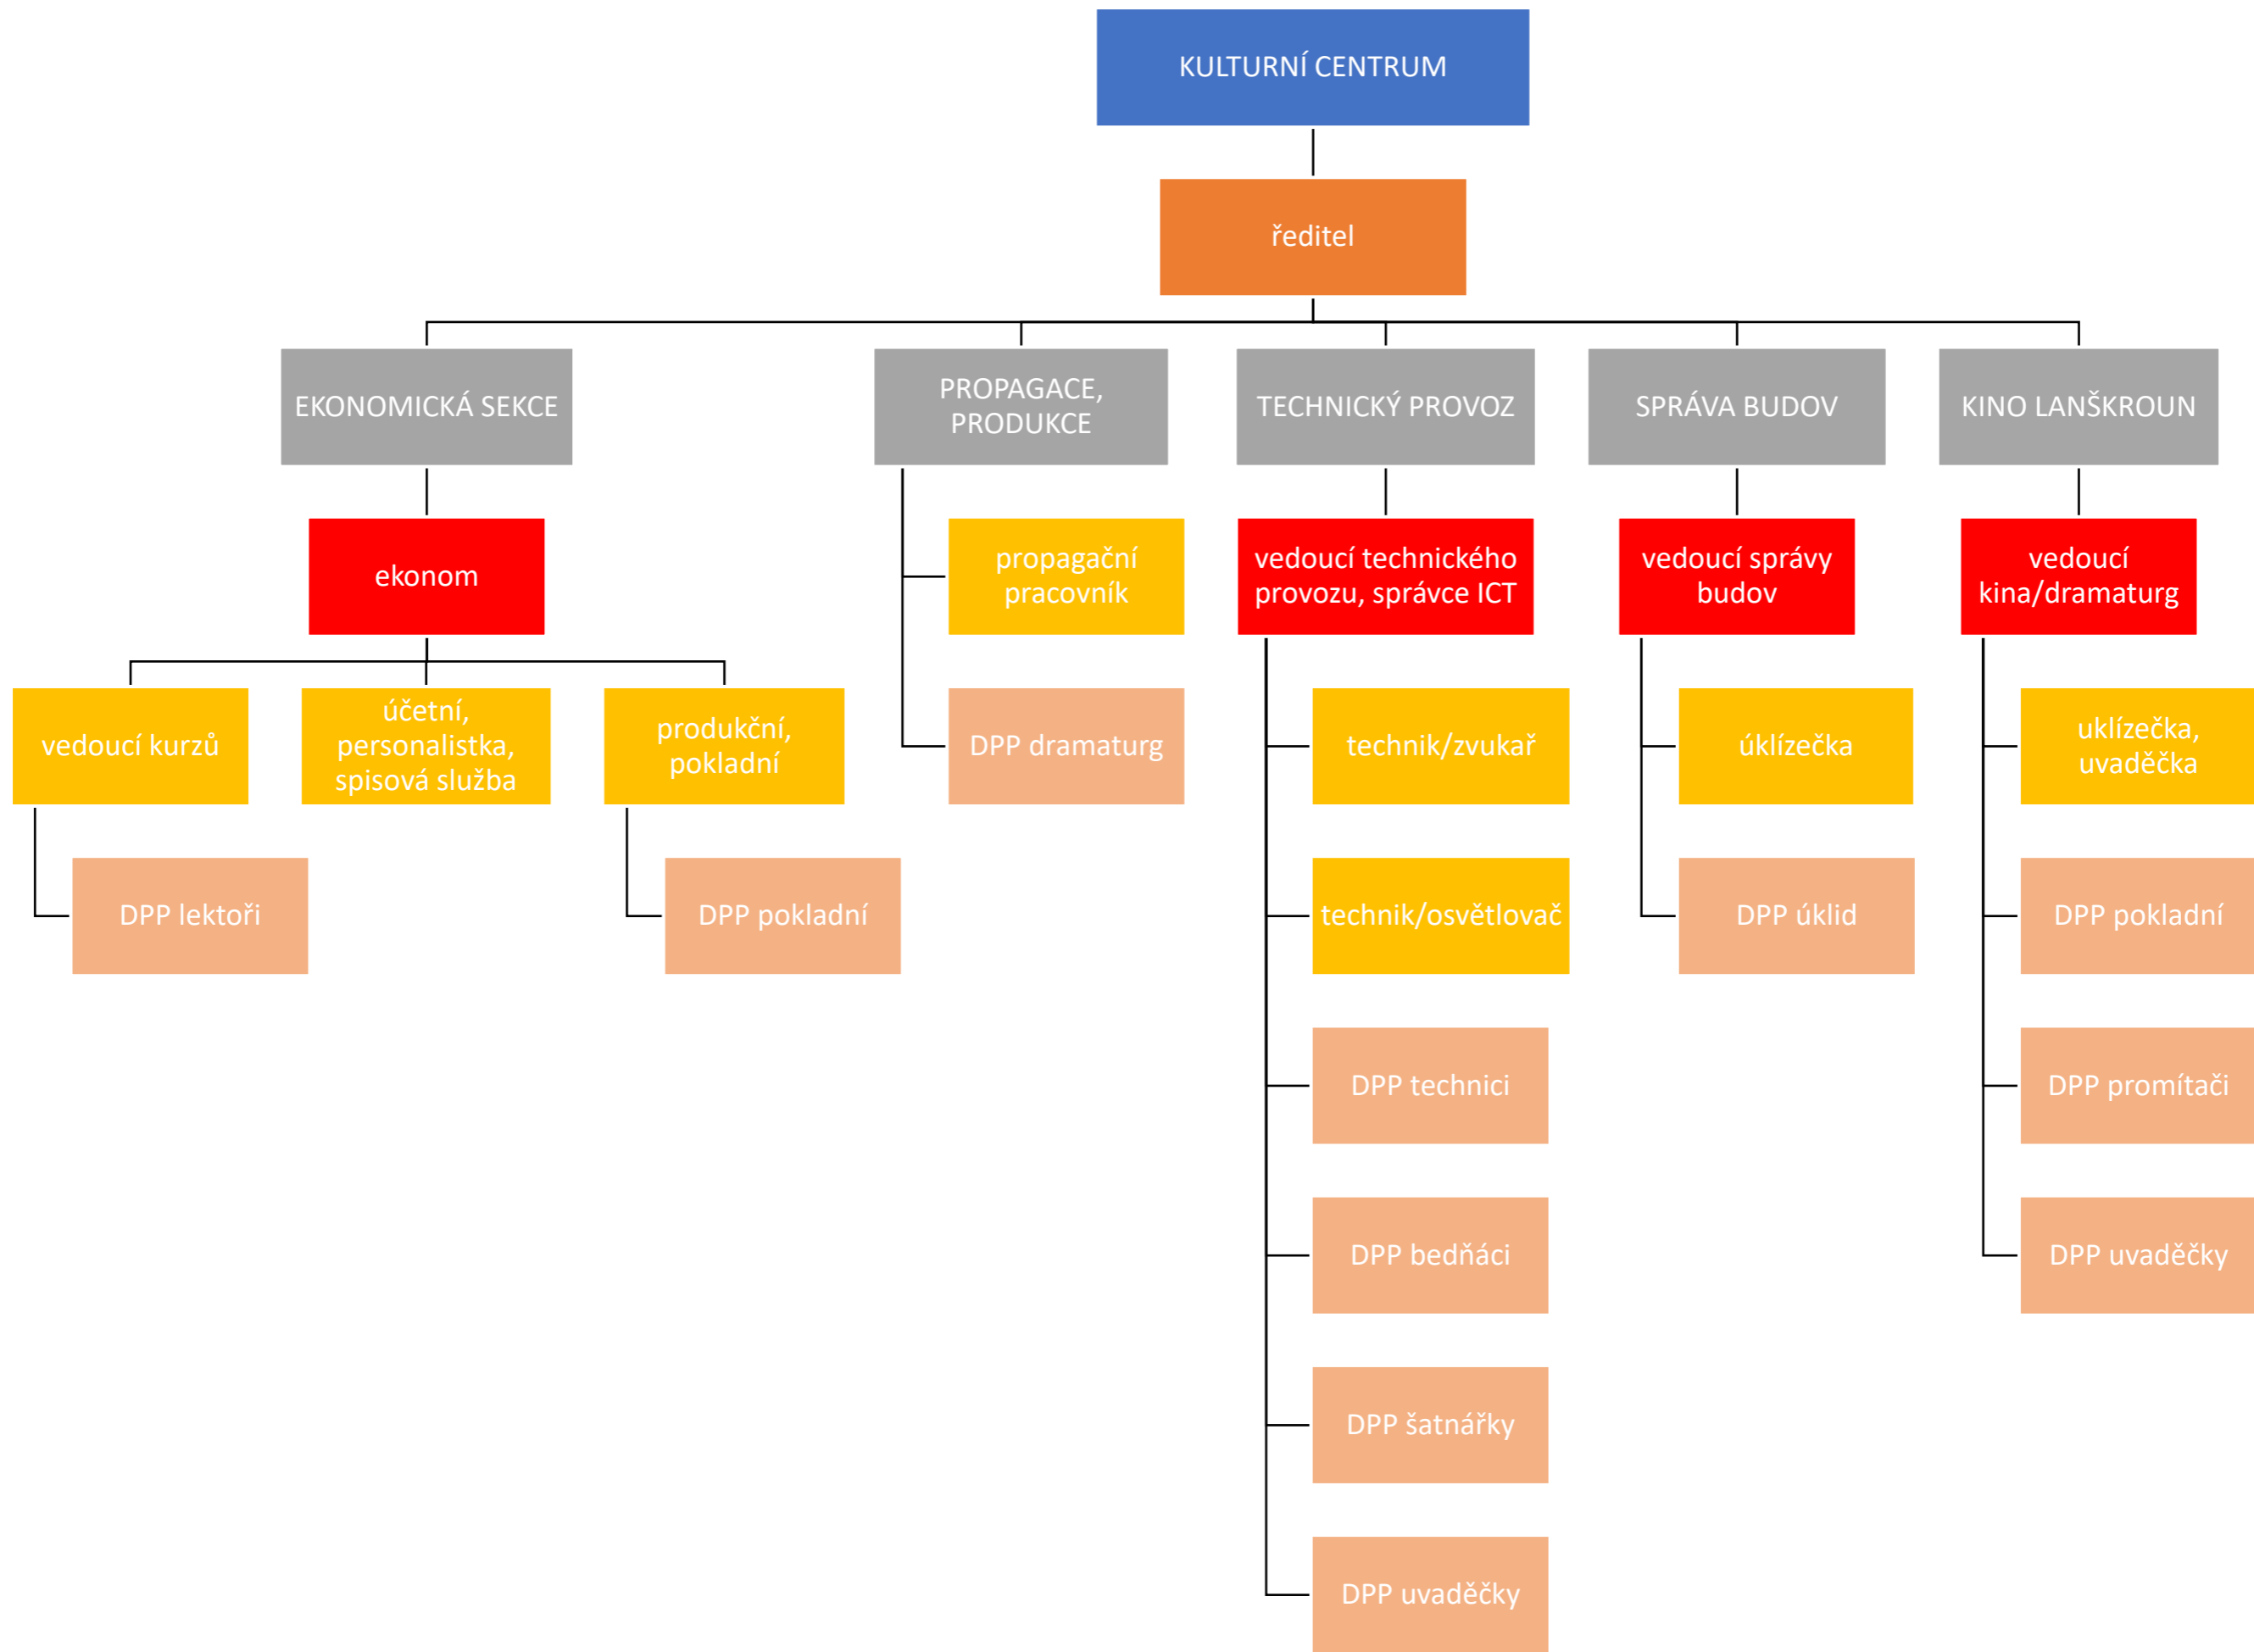 KULTURNÍ CENTRUM
ředitel
EKONOMICKÁ SEKCE
PROPAGACE,
PRODUKCE
TECHNICKÝ PROVOZ
SPRÁVA BUDOV
KINO LANŠKROUN
ekonom
propagační
pracovník
vedoucí technického
provozu, správce ICT
vedoucí správy
budov
vedoucí
kina/dramaturg
vedoucí kurzů
účetní,
personalistka,
spisová služba
produkční,
pokladní
DPP dramaturg
technik/zvukař
úklízečka
uklízečka,
uvaděčka
DPP lektoři
DPP pokladní
technik/osvětlovač
DPP úklid
DPP pokladní
DPP technici
DPP promítači
DPP bedňáci
DPP uvaděčky
DPP šatnářky
DPP uvaděčky